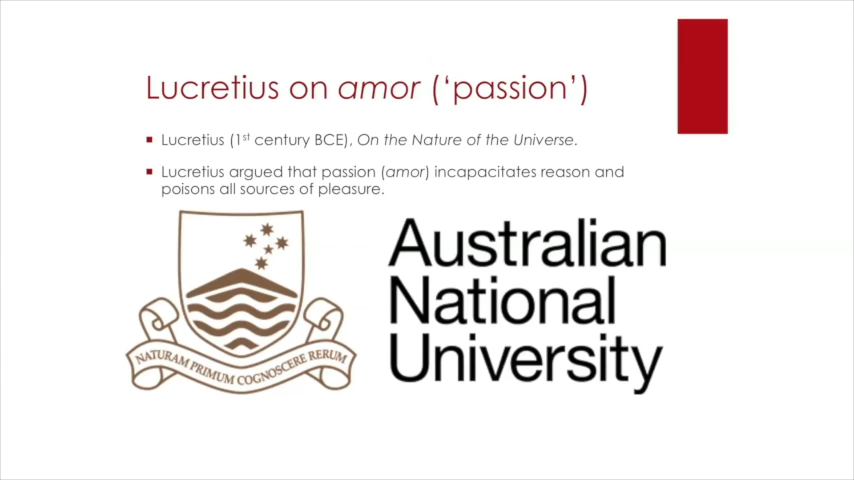 Lucretius on amor (‘passion’)
Lucretius (1st century BCE), On the Nature of the Universe.
Lucretius argued that passion (amor) incapacitates reason and
poisons all sources of pleasure.
NATURAM PRIMUM COGNOSCERE RERUM
Australian
National
University